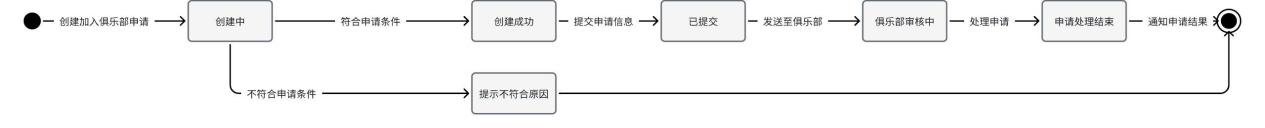 创建加入俱乐部申请
创建中
符合申请条件
创建成功
提交申请信息
已提交
发送至俱乐部
俱乐部审核中
处理申请
申请处理结束
通知申请结果
不符合申请条件
提示不符合原因